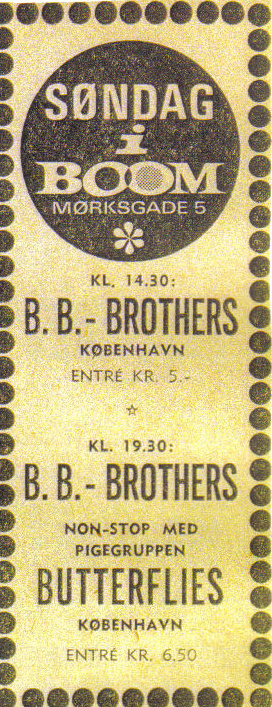 SØNDAG
i
BOOM
MØRKSGADE 5
KL. 14.30:
B. B.- BROTHERS
KØBENHAVN
ENTRÉ KR. 5.-
KL. 19.30:
B. B.- BROTHERS
NON-STOP MED
PIGEGRUPPEN
BUTTERFLIES
KØBENHAVN
ENTRÉ KR. 6.50